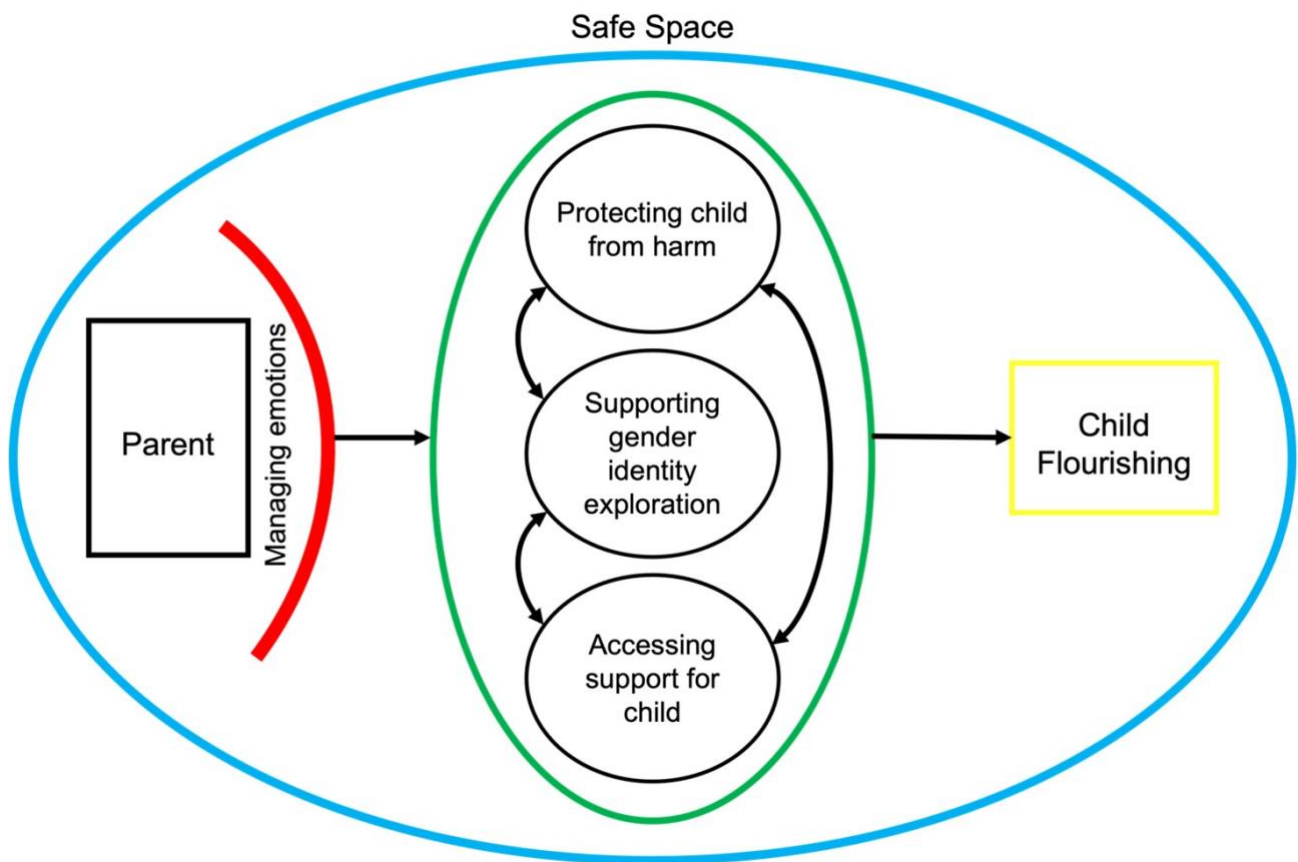 Safe Space
Parent
Managing emotions
Protecting child
from harm
Supporting
gender
identity
exploration
Accessing
support for
child
Child
Flourishing